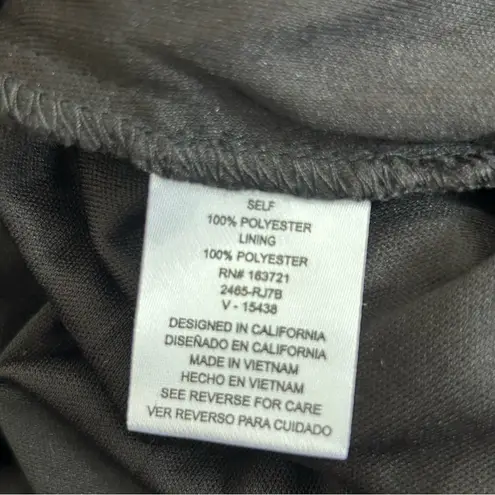 SELF
100% POLYESTER
LINING
100% POLYESTER
RN# 163721
2465-RJ7B
V - 15438
DESIGNED IN CALIFORNIA
DISEÑADO EN CALIFORNIA
MADE IN VIETNAM
HECHO EN VIETNAM
SEE REVERSE FOR CARE
VER REVERSO PARA CUIDADO